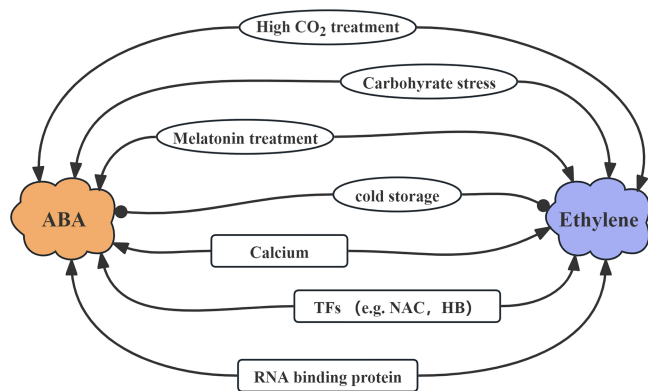 High CO₂ treatment
Carbohyrate stress
Melatonin treatment
cold storage
ABA
Ethylene
Calcium
TFs （e.g. NAC，HB）
RNA binding protein